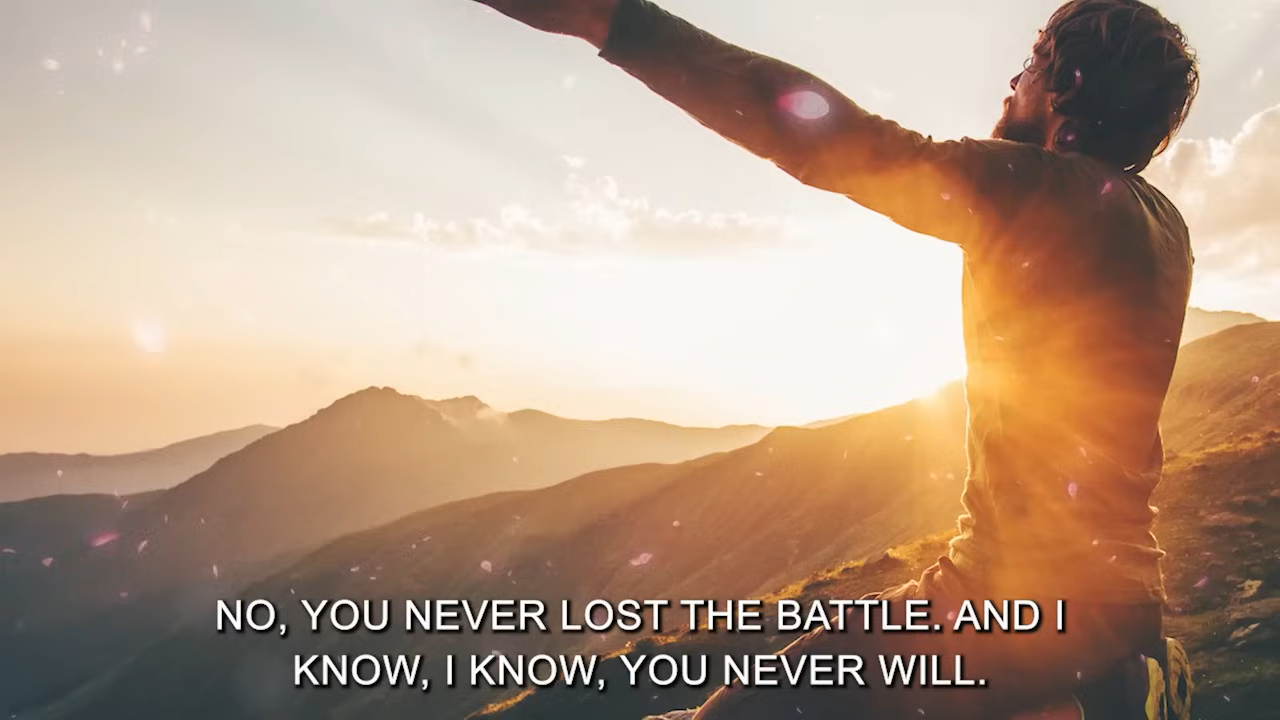 NO, YOU NEVER LOST THE BATTLE. AND I
KNOW, I KNOW, YOU NEVER WILL.